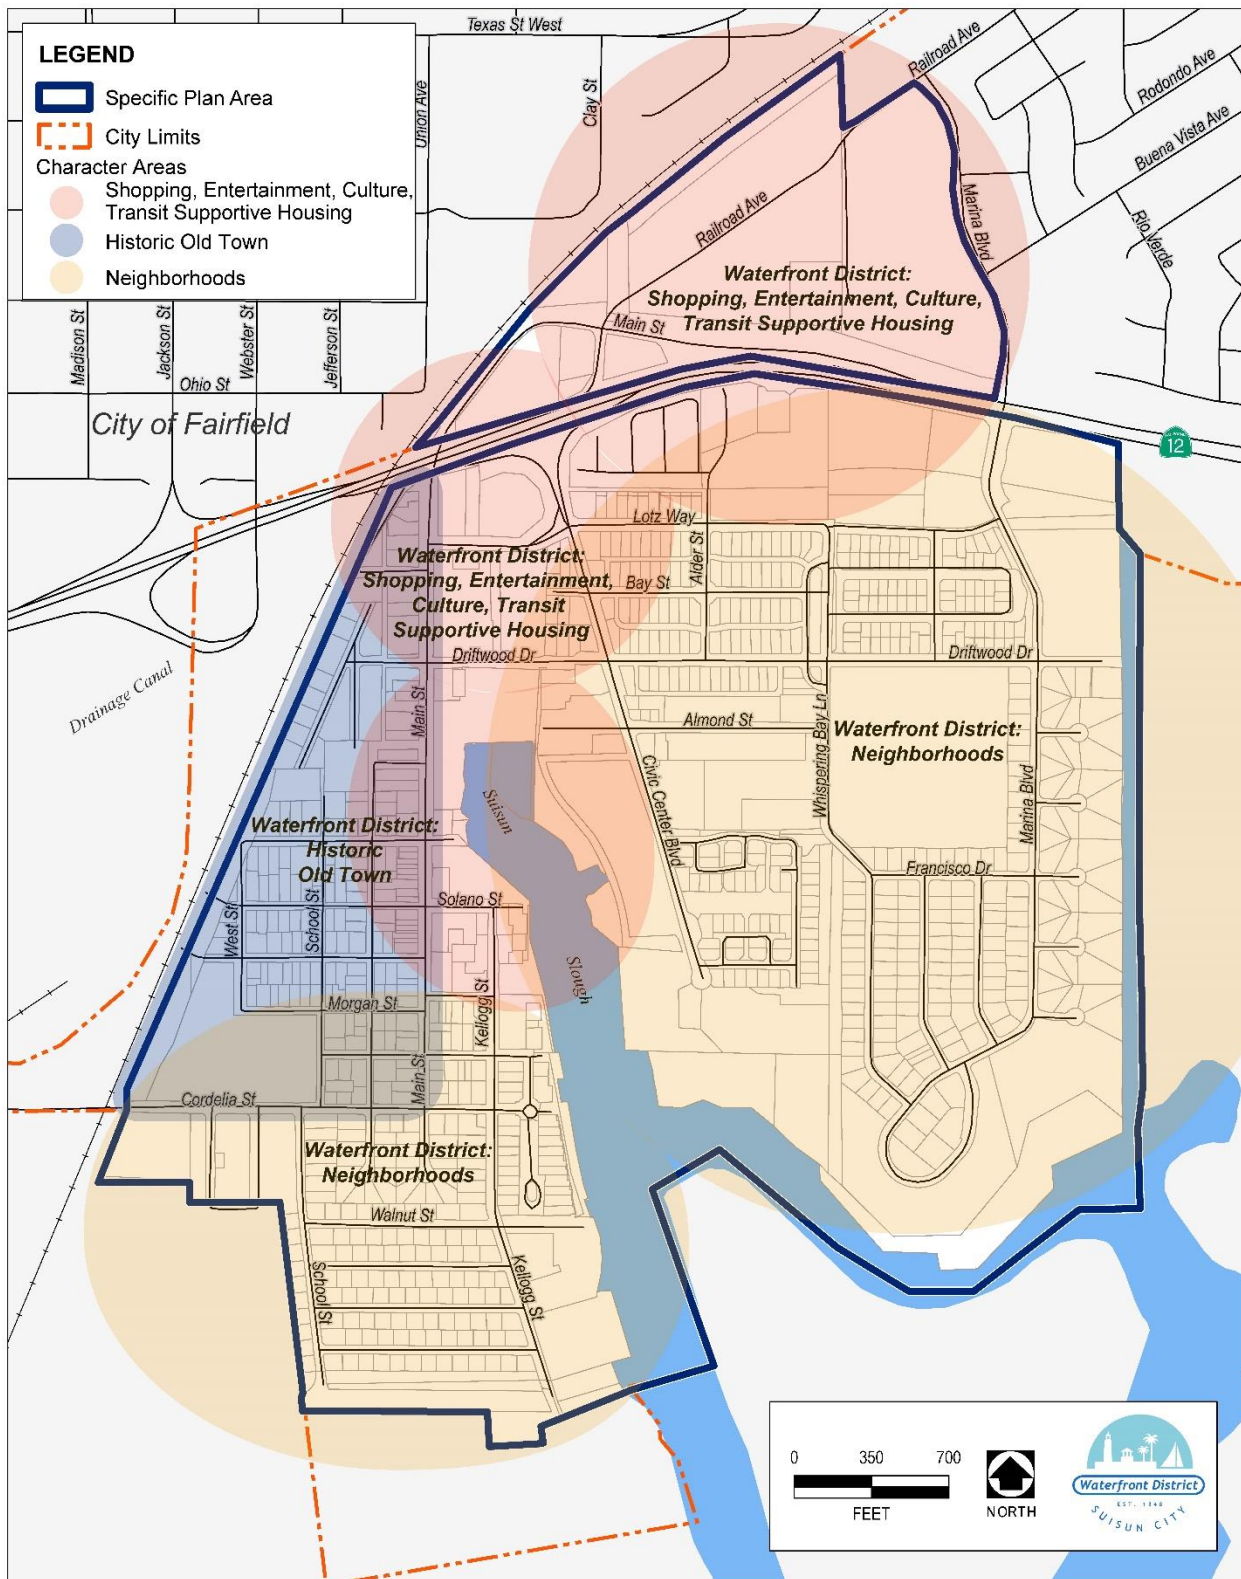 Texas St West
LEGEND
Specific Plan Area
City Limits
Character Areas
Shopping, Entertainment, Culture,
Transit Supportive Housing
Historic Old Town
Neighborhoods
Union Ave
Clay St
Railroad Ave
Rodondo Ave
Buena Vista Ave
Rio Verde
Marina Blvd
Railroad Ave
Waterfront District:
Shopping, Entertainment, Culture,
Transit Supportive Housing
Main St
Madison St
Jackson St
Webster St
Jefferson St
Ohio St
City of Fairfield
12
Lotz Way
Alder St
Bay St
Waterfront District:
Shopping, Entertainment,
Culture, Transit
Supportive Housing
Driftwood Dr
Driftwood Dr
Drainage Canal
Main St
Almond St
Whispering Bay Ln
Waterfront District:
Neighborhoods
Marina Blvd
Civic Center Blvd
Suisun
Slough
Waterfront District:
Historic
Old Town
Francisco Dr
Solano St
West St
School St
Kellogg St
Morgan St
Main St
Cordelia St
Waterfront District:
Neighborhoods
Walnut St
School St
Kellogg St
0 350 700
FEET
NORTH
Waterfront District
EST. 1848
SUISUN CITY